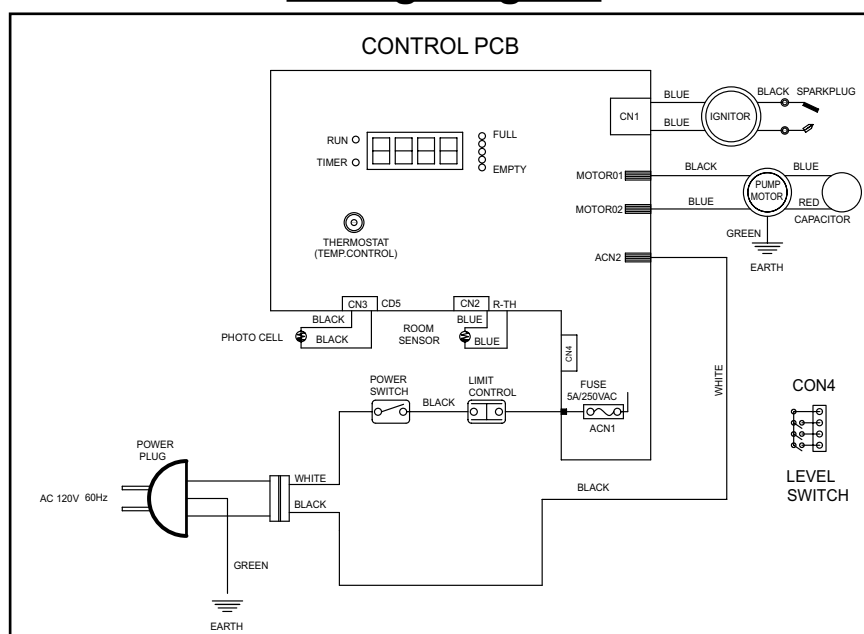 CONTROL PCB
BLUE
BLACK
SPARKPLUG
CN1
IGNITOR
BLUE
RUN
FULL
TIMER
EMPTY
MOTOR01
BLACK
BLUE
PUMP
MOTOR
MOTOR02
BLUE
RED
CAPACITOR
GREEN
EARTH
THERMOSTAT
(TEMP.CONTROL)
ACN2
CN3
CD5
CN2
R-TH
BLACK
BLUE
PHOTO CELL
BLACK
ROOM
SENSOR
BLUE
CN4
WHITE
POWER
SWITCH
BLACK
LIMIT
CONTROL
FUSE
5A/250VAC
ACN1
CON4
LEVEL
SWITCH
POWER
PLUG
AC 120V 60Hz
WHITE
BLACK
BLACK
GREEN
EARTH